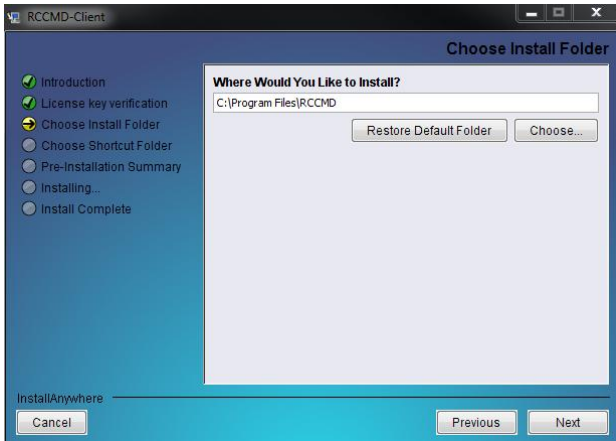 RCCMD-Client
Choose Install Folder
Introduction
License key verification
Choose Install Folder
Choose Shortcut Folder
Pre-Installation Summary
Installing...
Install Complete
Where Would You Like to Install?
C:\Program Files\RCCMD
Restore Default Folder
Choose...
InstallAnywhere
Cancel
Previous
Next